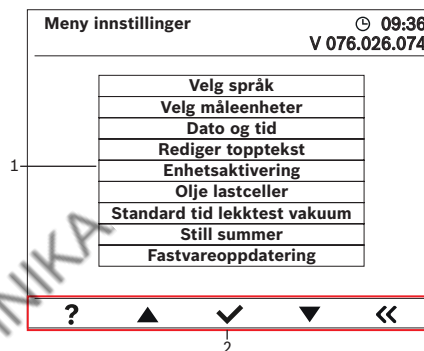 Meny innstillinger
09:36
V 076.026.074
Velg språk
Velg måleenheter
Dato og tid
Rediger topptekst
1
Enhetsaktivering
Olje lastceller
Standard tid lekktest vakuum
Still summer
Fastvareoppdatering
?
2